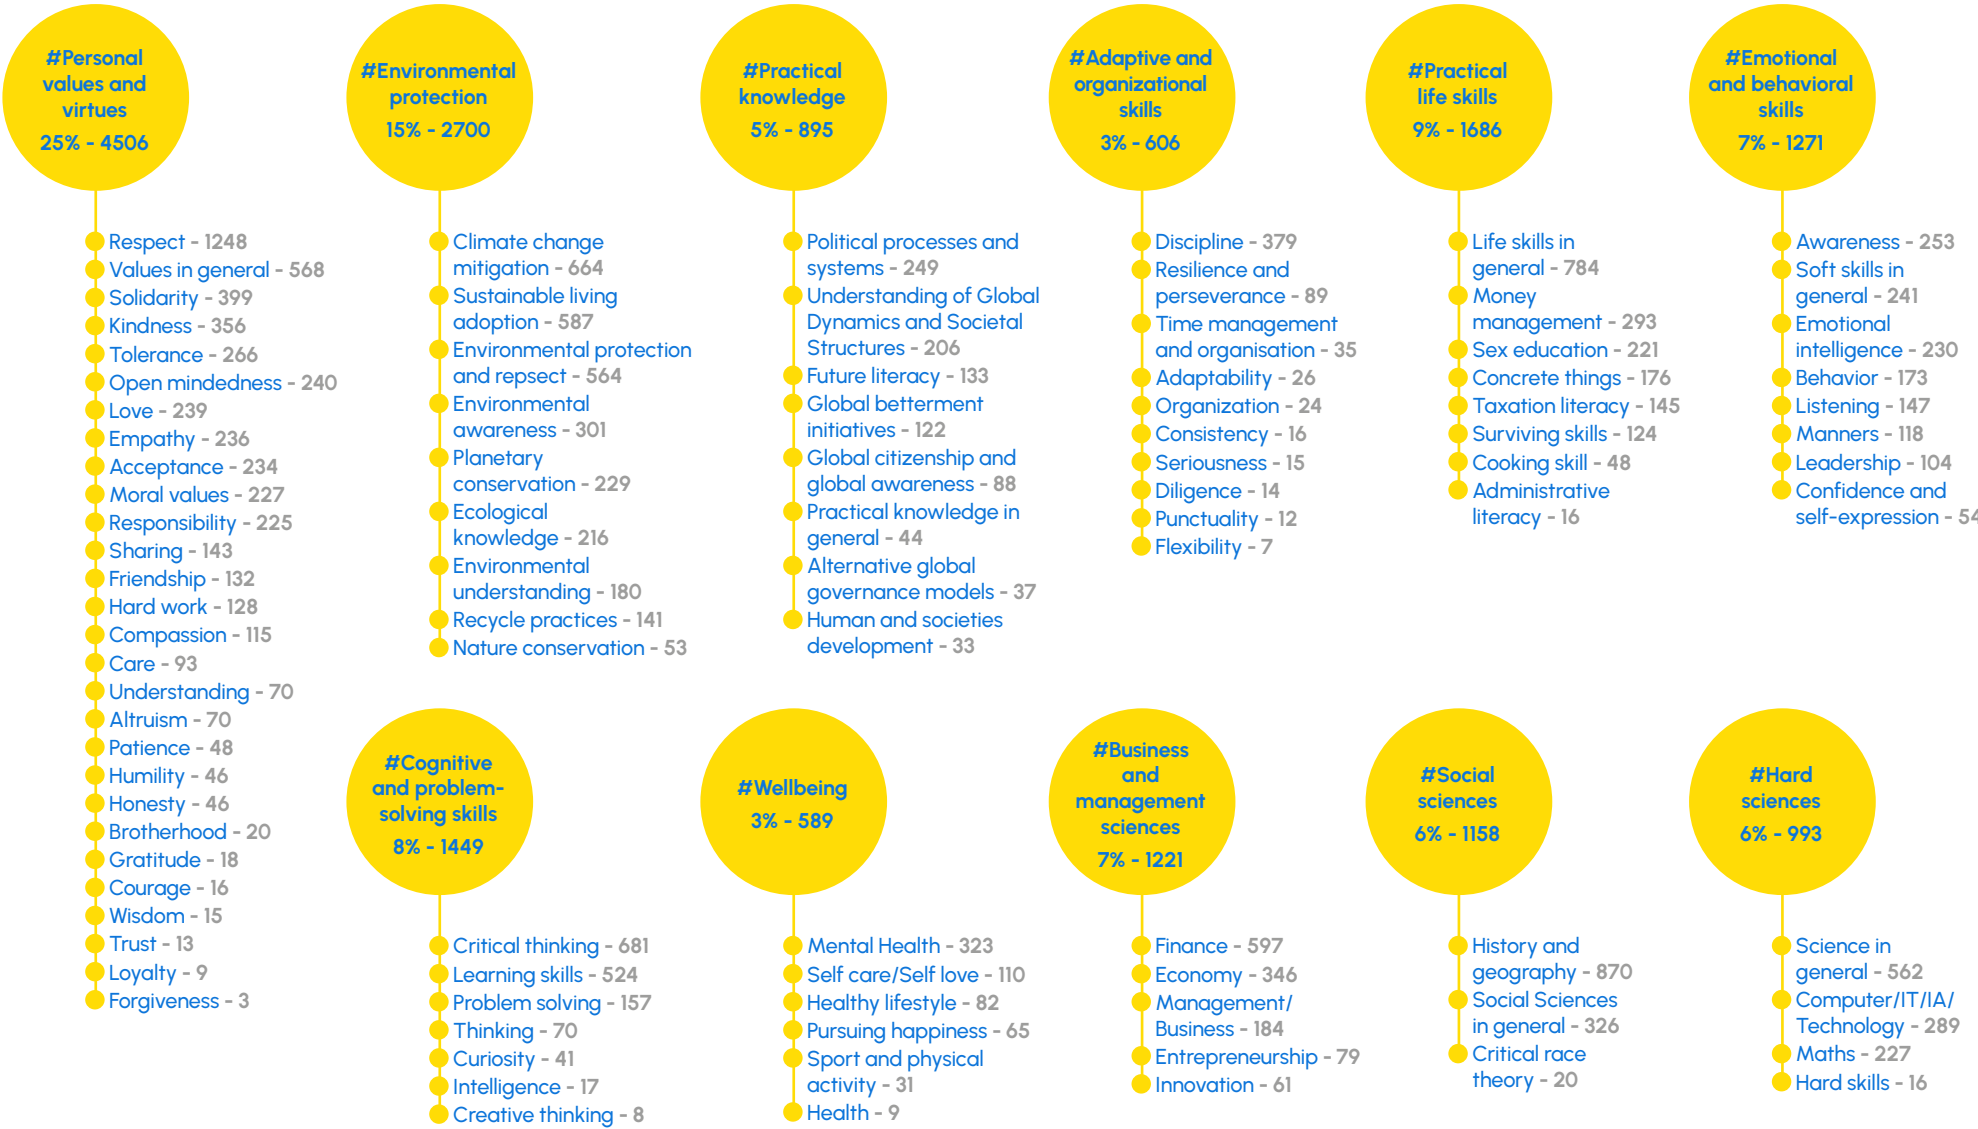 #Personal
values and
virtues
25% - 4506
Respect - 1248
Values in general - 568
Solidarity - 399
Kindness - 356
Tolerance - 266
Open mindedness - 240
Love - 239
Empathy - 236
Acceptance - 234
Moral values - 227
Responsibility - 225
Sharing - 143
Friendship - 132
Hard work - 128
Compassion - 115
Care - 93
Understanding - 70
Altruism - 70
Patience - 48
Humility - 46
Honesty - 46
Brotherhood - 20
Gratitude - 18
Courage - 16
Wisdom - 15
Trust - 13
Loyalty - 9
Forgiveness - 3
#Environmental
protection
15% - 2700
Climate change
mitigation - 664
Sustainable living
adoption - 587
Environmental protection
and repsect - 564
Environmental
awareness - 301
Planetary
conservation - 229
Ecological
knowledge - 216
Environmental
understanding - 180
Recycle practices - 141
Nature conservation - 53
#Practical
knowledge
5% - 895
Political processes and
systems - 249
Understanding of Global
Dynamics and Societal
Structures - 206
Future literacy - 133
Global betterment
initiatives - 122
Global citizenship and
global awareness - 88
Practical knowledge in
general - 44
Alternative global
governance models - 37
Human and societies
development - 33
#Adaptive and
organizational
skills
3% - 606
Discipline - 379
Resilience and
perseverance - 89
Time management
and organisation - 35
Adaptability - 26
Organization - 24
Consistency - 16
Seriousness - 15
Diligence - 14
Punctuality - 12
Flexibility - 7
#Practical
life skills
9% - 1686
Life skills in
general - 784
Money
management - 293
Sex education - 221
Concrete things - 176
Taxation literacy - 145
Surviving skills - 124
Cooking skill - 48
Administrative
literacy - 16
#Emotional
and behavioral
skills
7% - 1271
Awareness - 253
Soft skills in
general - 241
Emotional
intelligence - 230
Behavior - 173
Listening - 147
Manners - 118
Leadership - 104
Confidence and
self-expression - 54
#Cognitive
and problem-
solving skills
8% - 1449
Critical thinking - 681
Learning skills - 524
Problem solving - 157
Thinking - 70
Curiosity - 41
Intelligence - 17
Creative thinking - 8
#Wellbeing
3% - 589
Mental Health - 323
Self care/Self love - 110
Healthy lifestyle - 82
Pursuing happiness - 65
Sport and physical
activity - 31
Health - 9
#Business
and
management
sciences
7% - 1221
Finance - 597
Economy - 346
Management/
Business - 184
Entrepreneurship - 79
Innovation - 61
#Social
sciences
6% - 1158
History and
geography - 870
Social Sciences
in general - 326
Critical race
theory - 20
#Hard
sciences
6% - 993
Science in
general - 562
Computer/IT/IA/
Technology - 289
Maths - 227
Hard skills - 16